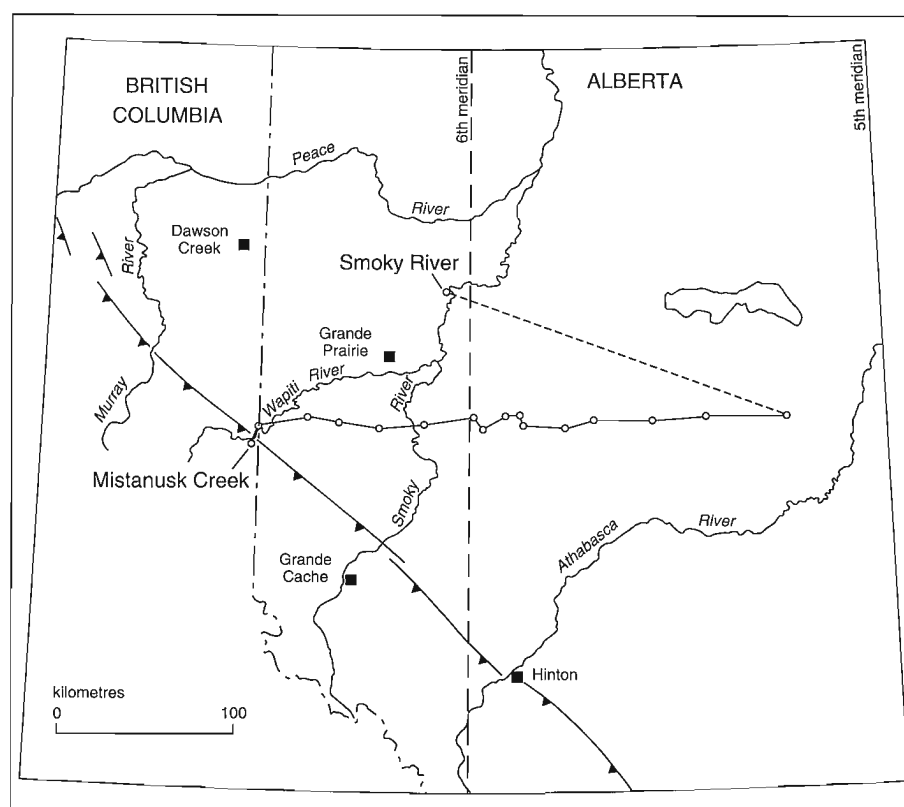 BRITISH
COLUMBIA
6th meridian
ALBERTA
5th meridian
Peace
River
River
Dawson
Creek
Smoky River
Grande
Prairie
Murray
Wapiti
River
River
Mistanusk Creek
Smoky
Athabasca
River
Grande
Cache
Hinton
kilometres
0
100